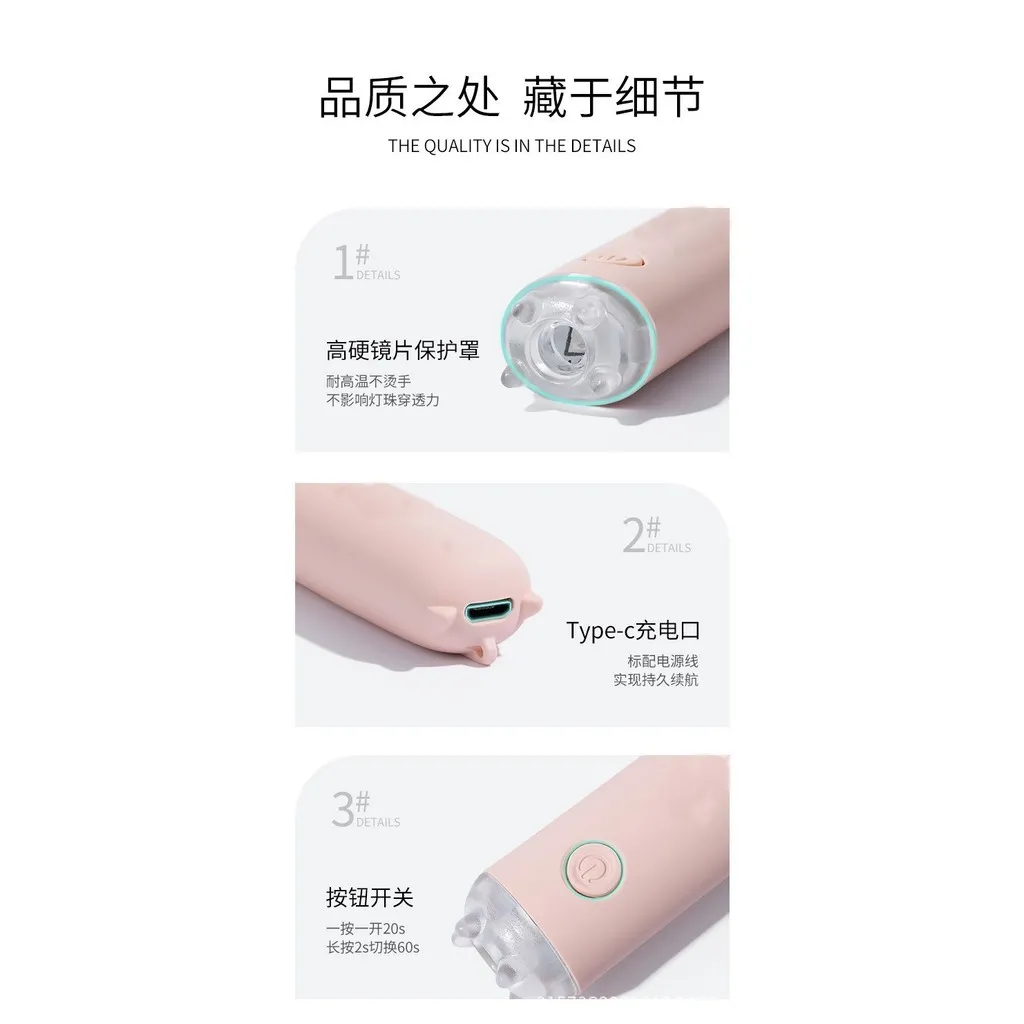 品质之处 藏于细节
THE QUALITY IS IN THE DETAILS
1#
DETAILS
高硬镜片保护罩
耐高温不烫手
不影响灯珠穿透力
2#
DETAILS
Type-c充电口
标配电源线
实现持久续航
3#
DETAILS
按钮开关
一按一开20s
长按2s切换60s